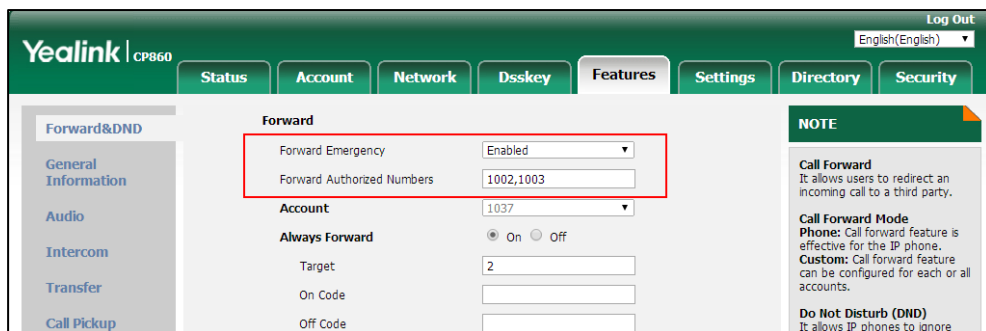 Log Out
Yealink CP860
English(English)
Status
Account
Network
Dsskey
Features
Settings
Directory
Security
Forward&DND
General
Information
Audio
Intercom
Transfer
Call Pickup
Forward
Forward Emergency Enabled
Forward Authorized Numbers 1002,1003
Account 1037
Always Forward On Off
Target 2
On Code
Off Code
NOTE
Call Forward
It allows users to redirect an
incoming call to a third party.
Call Forward Mode
Phone: Call forward feature is
effective for the IP phone.
Custom: Call forward feature
can be configured for each or all
accounts.
Do Not Disturb (DND)
It allows IP phones to ignore